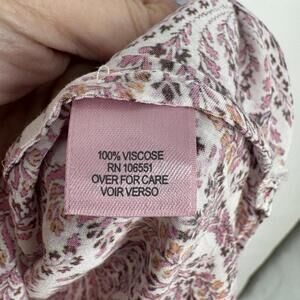 100% VISCOSE
RN 106551
OVER FOR CARE
VOIR VERSO